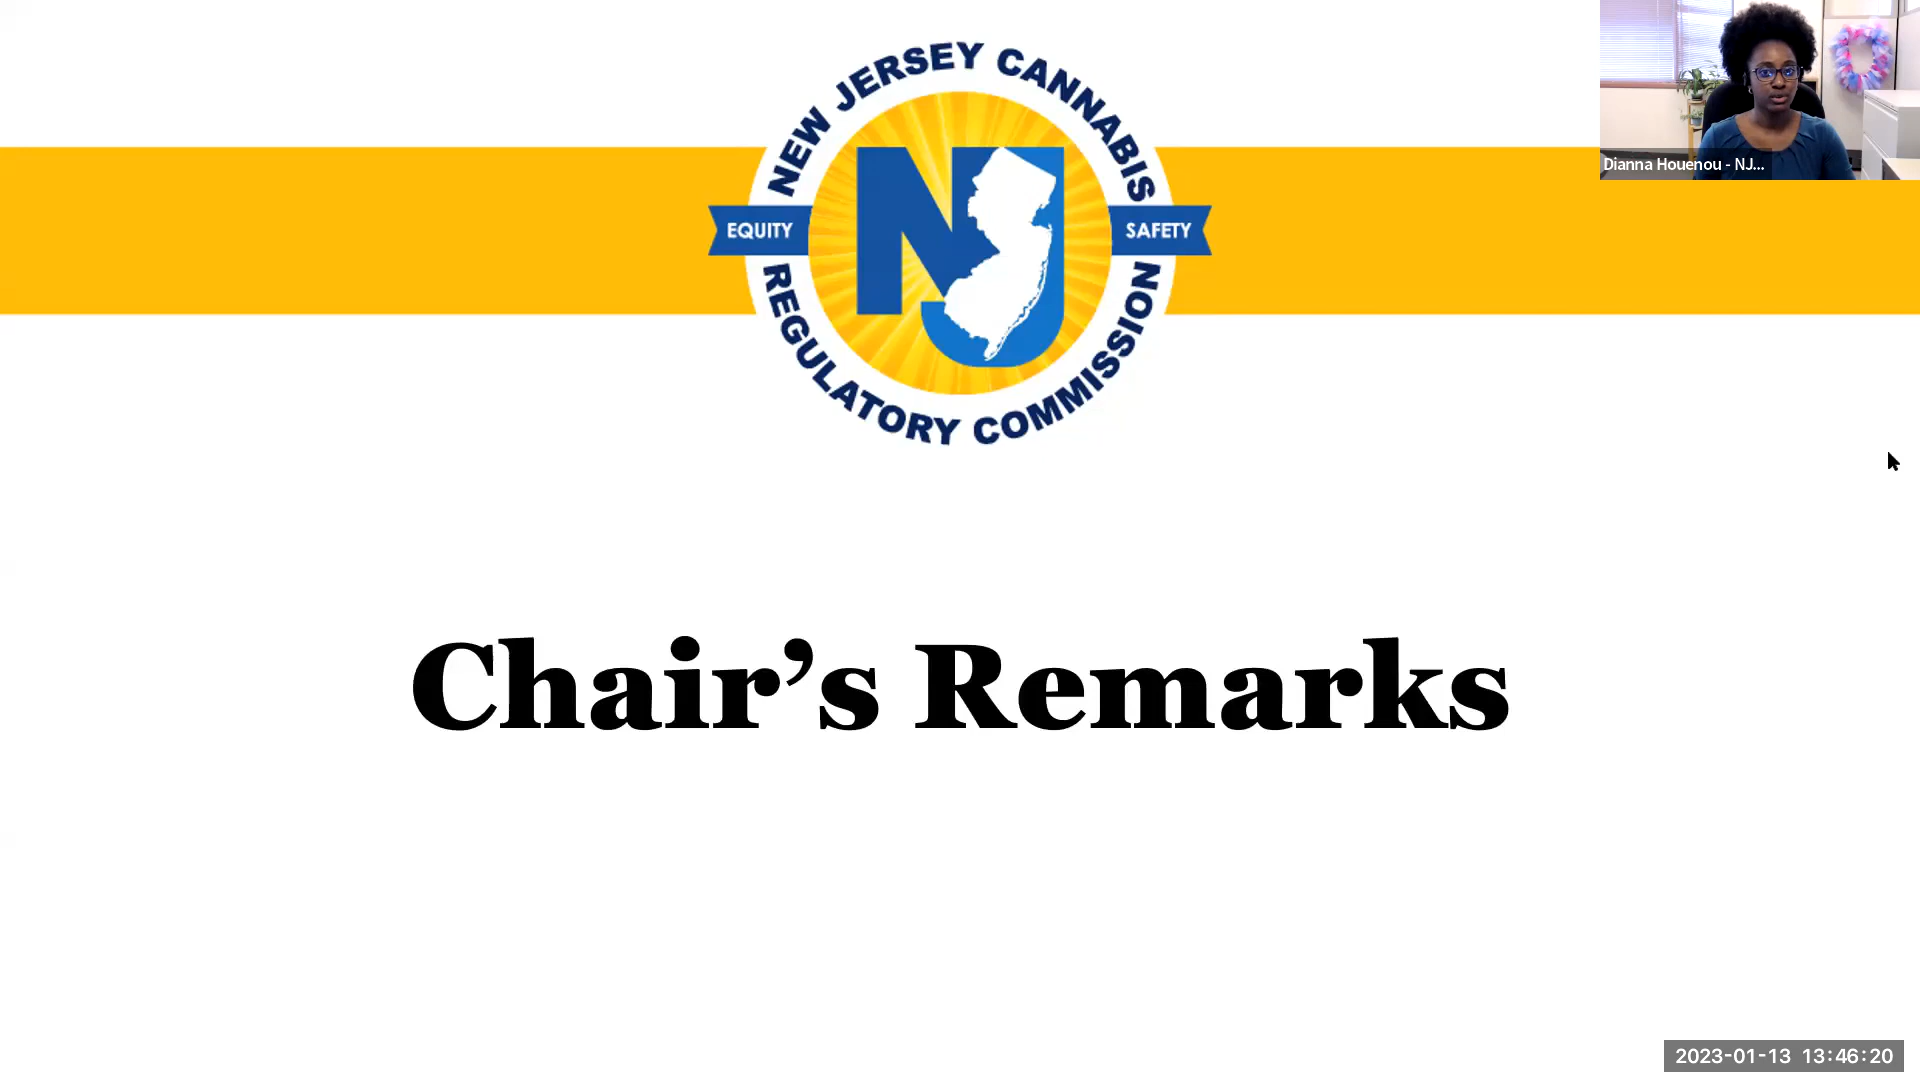 NEW JERSEY CANNABIS
EQUITY
SAFETY
REGULATORY COMMISSION
NJ
Dianna Houenou - NJ...
Chair’s Remarks
2023-01-13 13:46:20